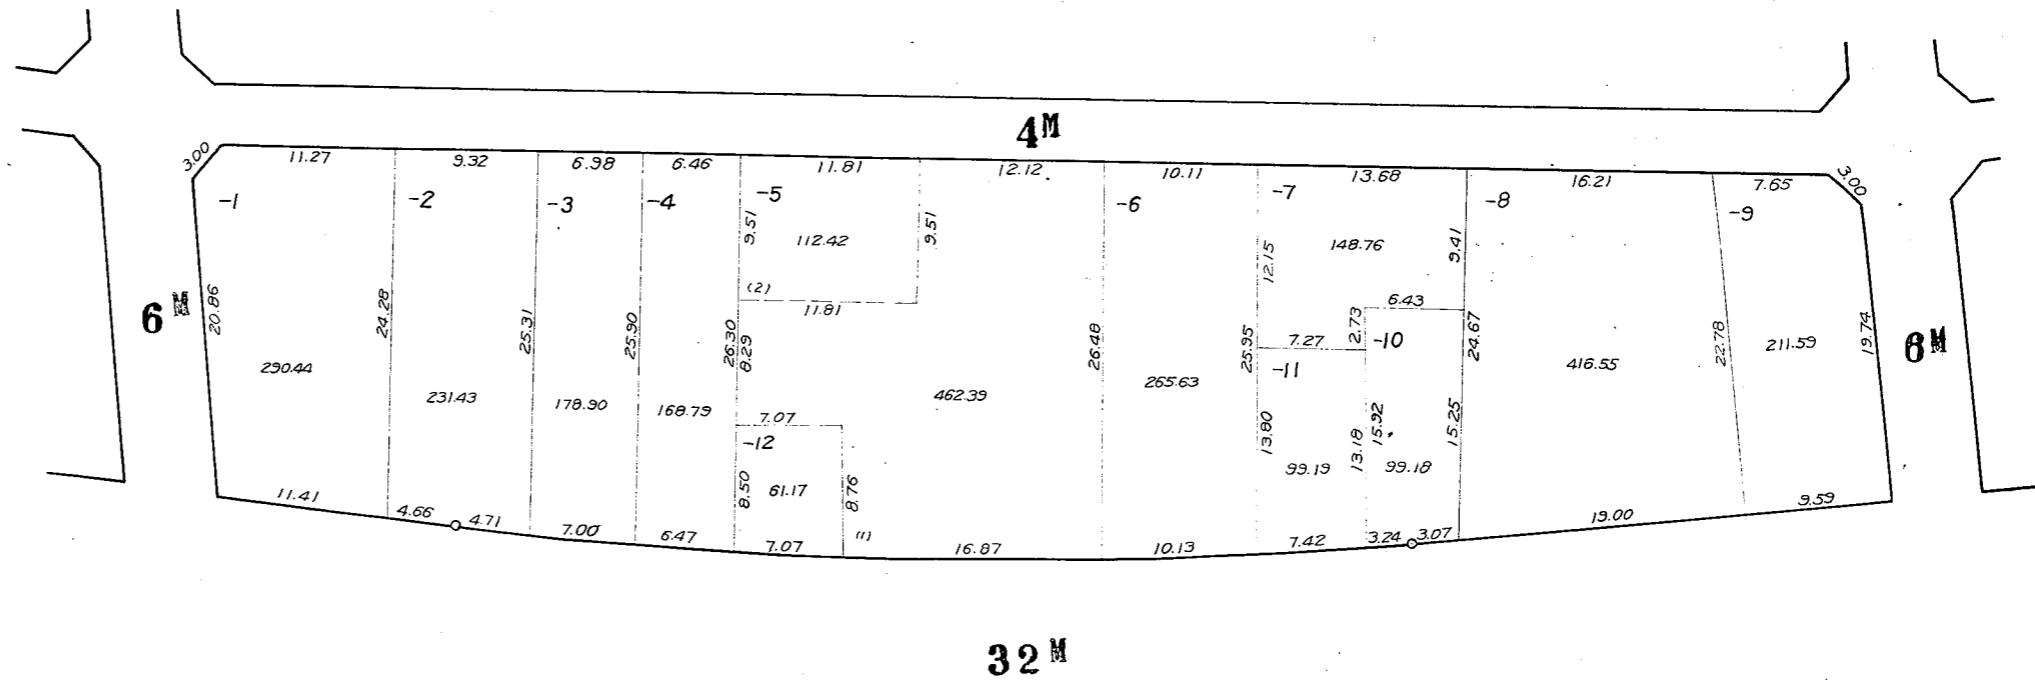 4M
3.00 11.27 9.32 6.98 6.46 11.81 12.12 10.11 13.68 16.21 7.65 3.00
-1 -2 -3 -4 -5 -6 -7 -8 -9
9.51 112.42 9.51 12.15 148.76 9.41
(2)
11.81 6.43
6M 20.86 24.28 25.31 25.90 26.30 8.29 26.48 25.95 7.27 2.73 -10 24.67 22.78 211.59 19.74 6M
-11
290.44 231.43 178.90 168.79 462.39 265.63 416.55
7.07
-12 13.80 13.18 15.92 15.25
8.50 61.17 8.76 99.19 99.18
(1)
11.41 4.66 4.71 7.00 6.47 7.07 16.87 10.13 7.42 3.24 3.07 19.00 9.59
32M